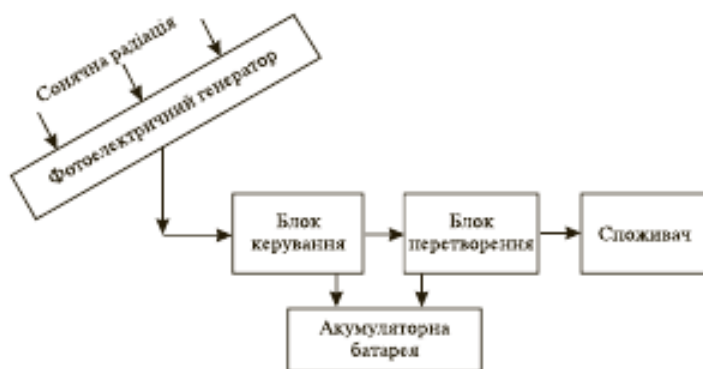 Сонячна радіація
Фотоелектричний генератор
Блок
керування
Блок
перетворення
Споживач
Акумуляторна
батарея